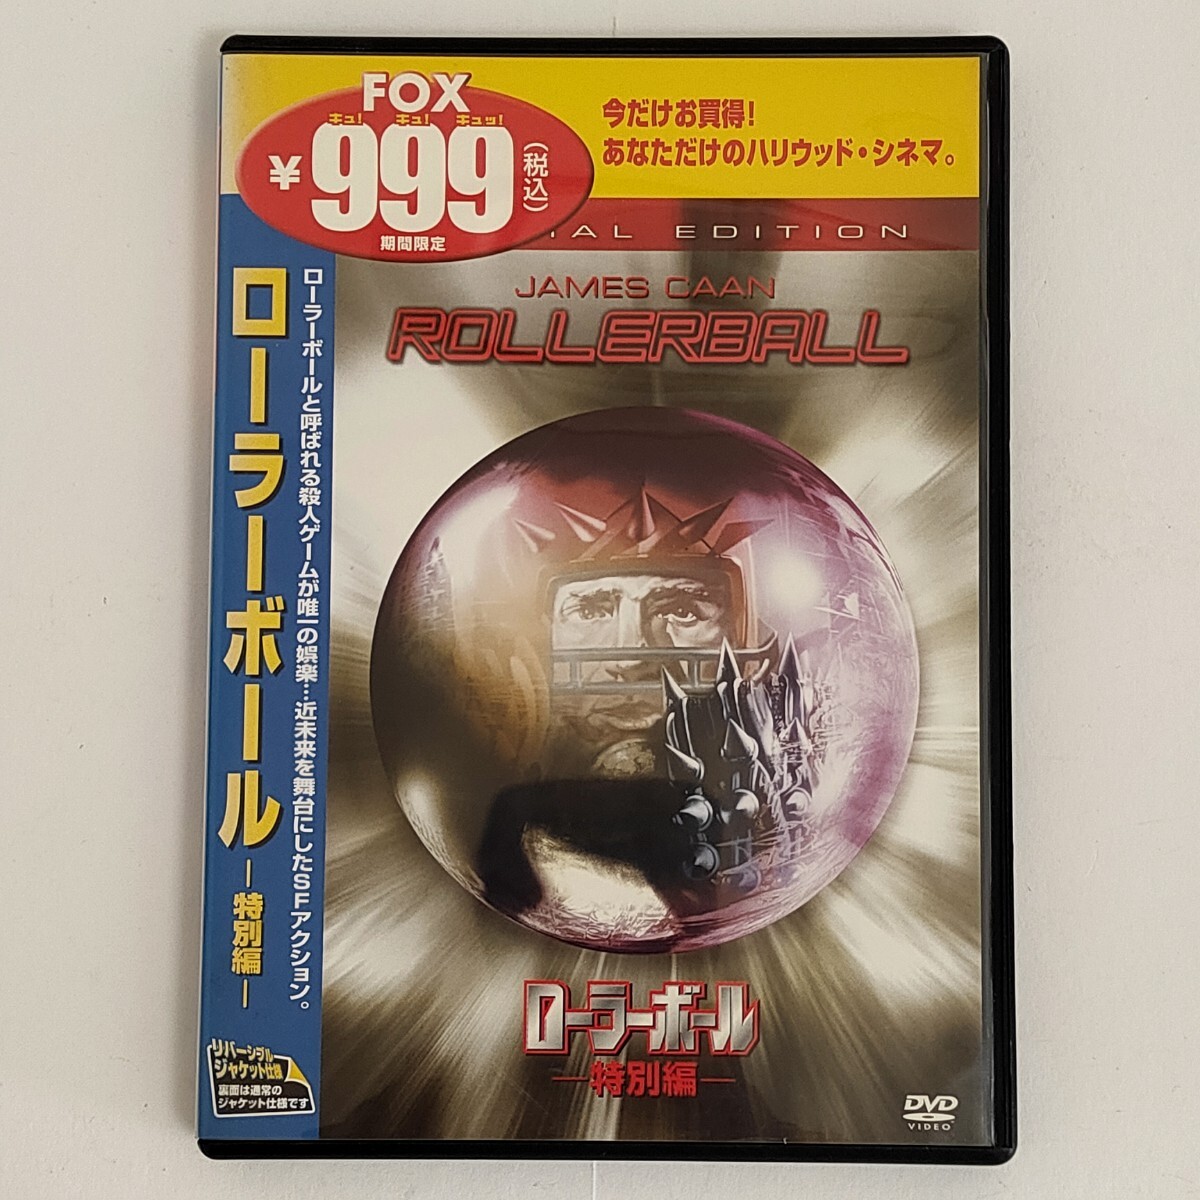 FOX
キュ! キュ! キュッ!
¥999(税込)
期間限定
今だけお買得!
あなただけのハリウッド・シネマ。
IAL EDITION
JAMES CAAN
ROLLERBALL
ローラーボール
―特別編―
ローラーボールと呼ばれる殺人ゲームが唯一の娯楽…近未来を舞台にしたSFアクション。
ローラーボール
―特別編―
リバーシブル
ジャケット仕様
裏面は通常の
ジャケット仕様です
DVD
VIDEO